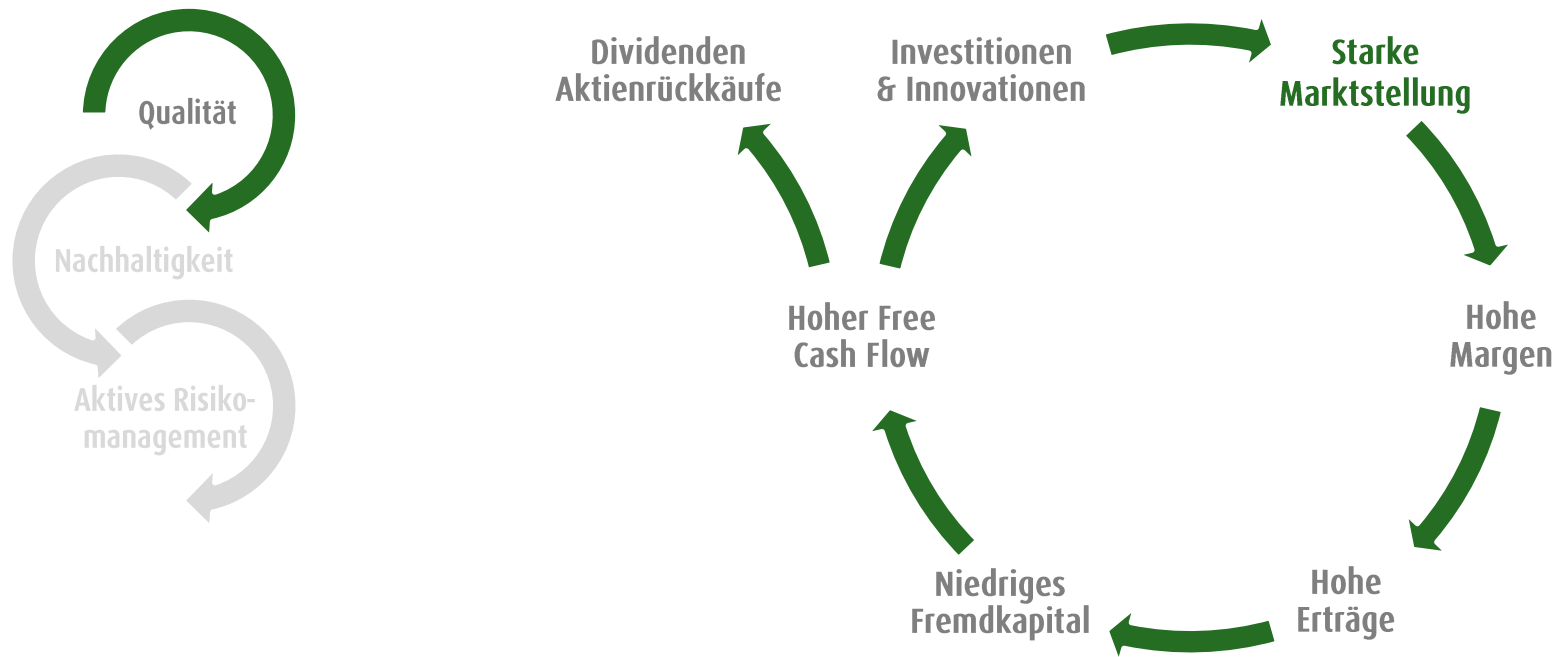 Qualität
Nachhaltigkeit
Aktives Risiko-
management
Dividenden
Aktienrückkäufe
Investitionen
& Innovationen
Starke
Marktstellung
Hoher Free
Cash Flow
Hohe
Margen
Niedriges
Fremdkapital
Hohe
Erträge